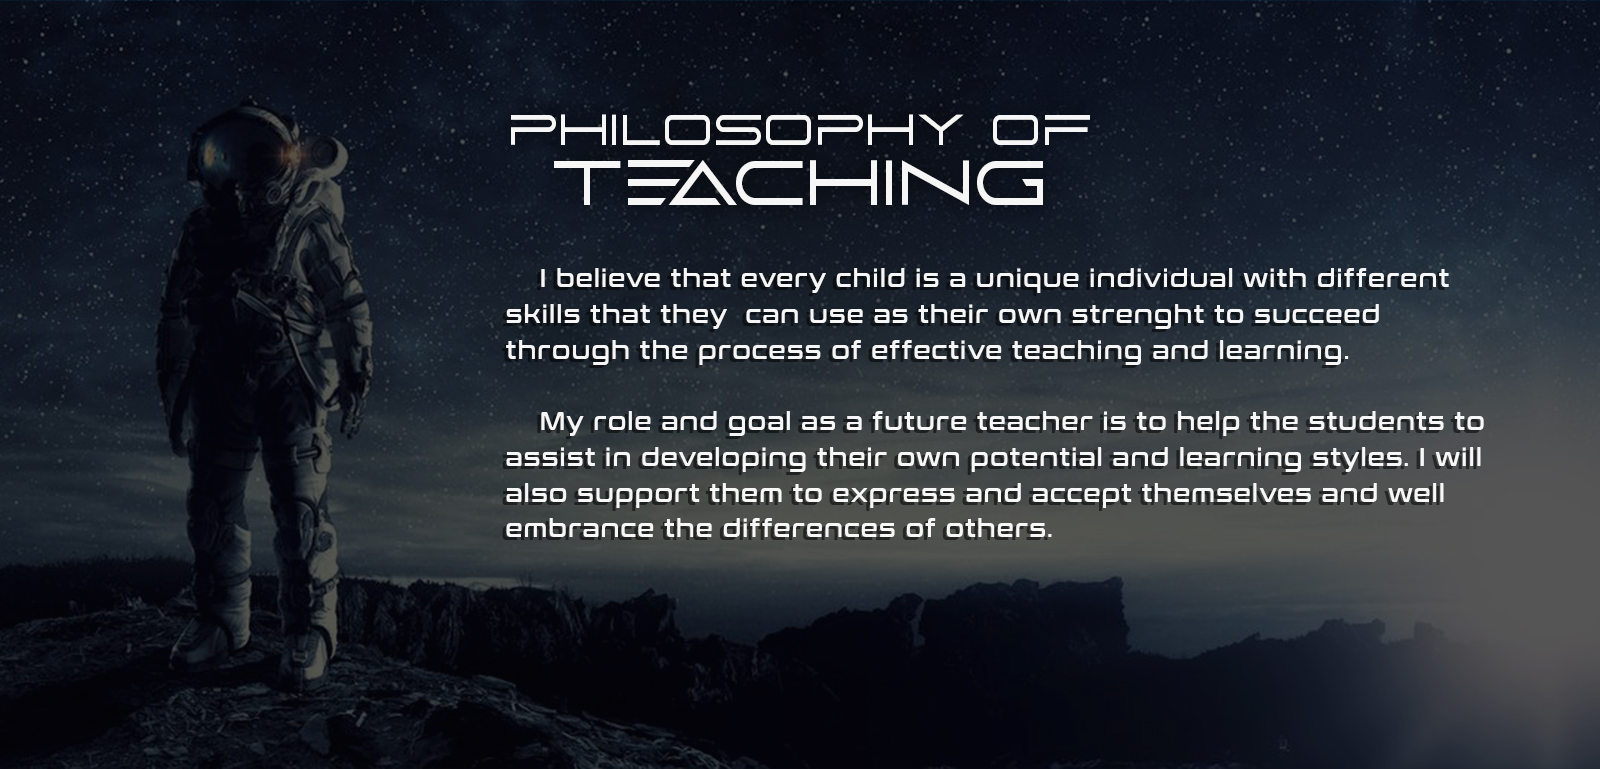 PHILOSOPHY OF
TEACHING
I believe that every child is a unique individual with different
skills that they  can use as their own strenght to succeed
through the process of effective teaching and learning.
My role and goal as a future teacher is to help the students to
assist in developing their own potential and learning styles. I will
also support them to express and accept themselves and well
embrance the differences of others.